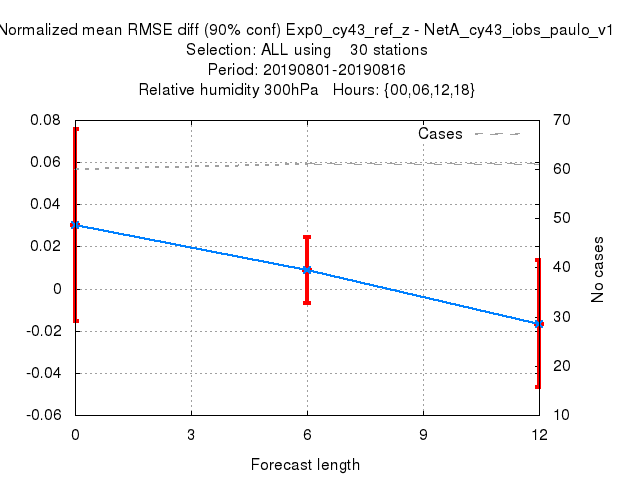 Normalized mean RMSE diff (90% conf) Exp0_cy43_ref_z - NetA_cy43_iobs_paulo_v1
Selection: ALL using 30 stations
Period: 20190801-20190816
Relative humidity 300hPa Hours: {00,06,12,18}
0.08
0.06
0.04
0.02
0
-0.02
-0.04
-0.06
Cases
70
60
50
40
30
20
10
No cases
0 3 6 9 12
Forecast length